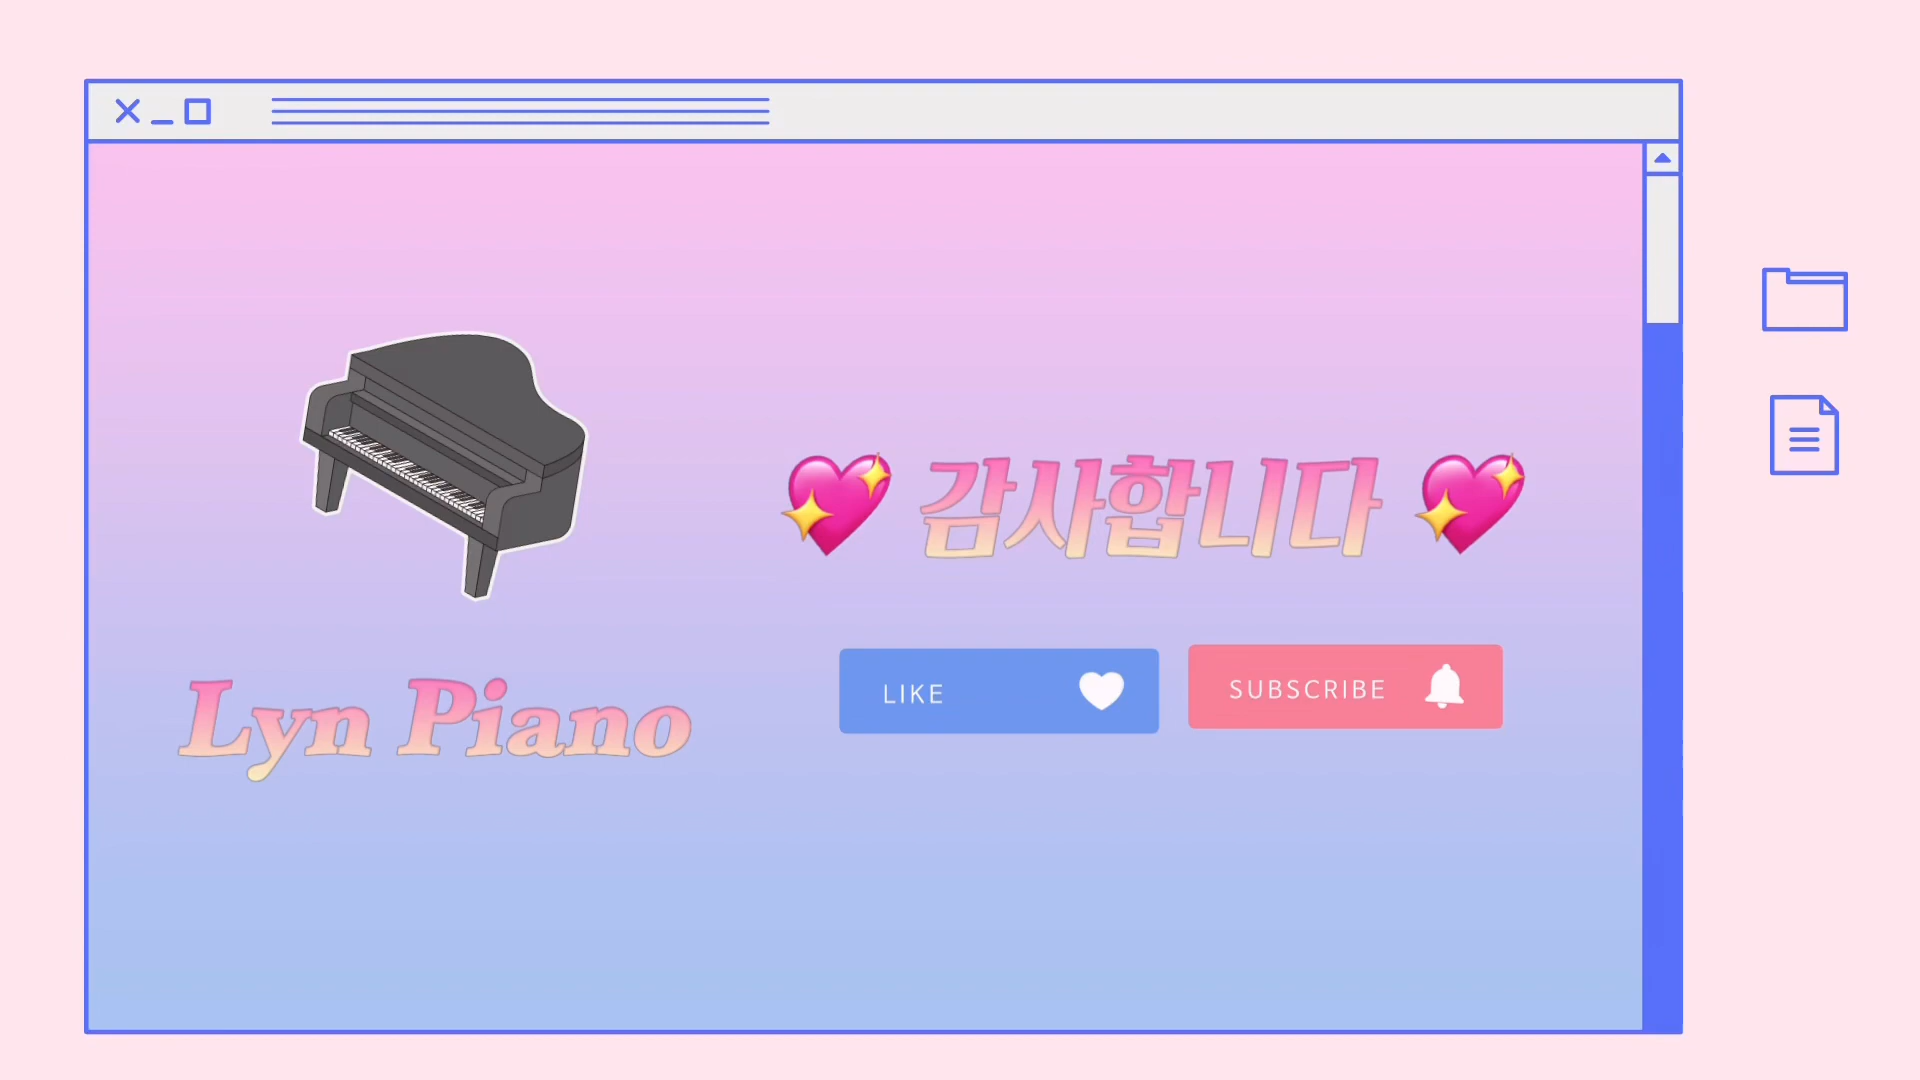 💖 감사합니다 💖
LIKE
SUBSCRIBE
Lyn Piano